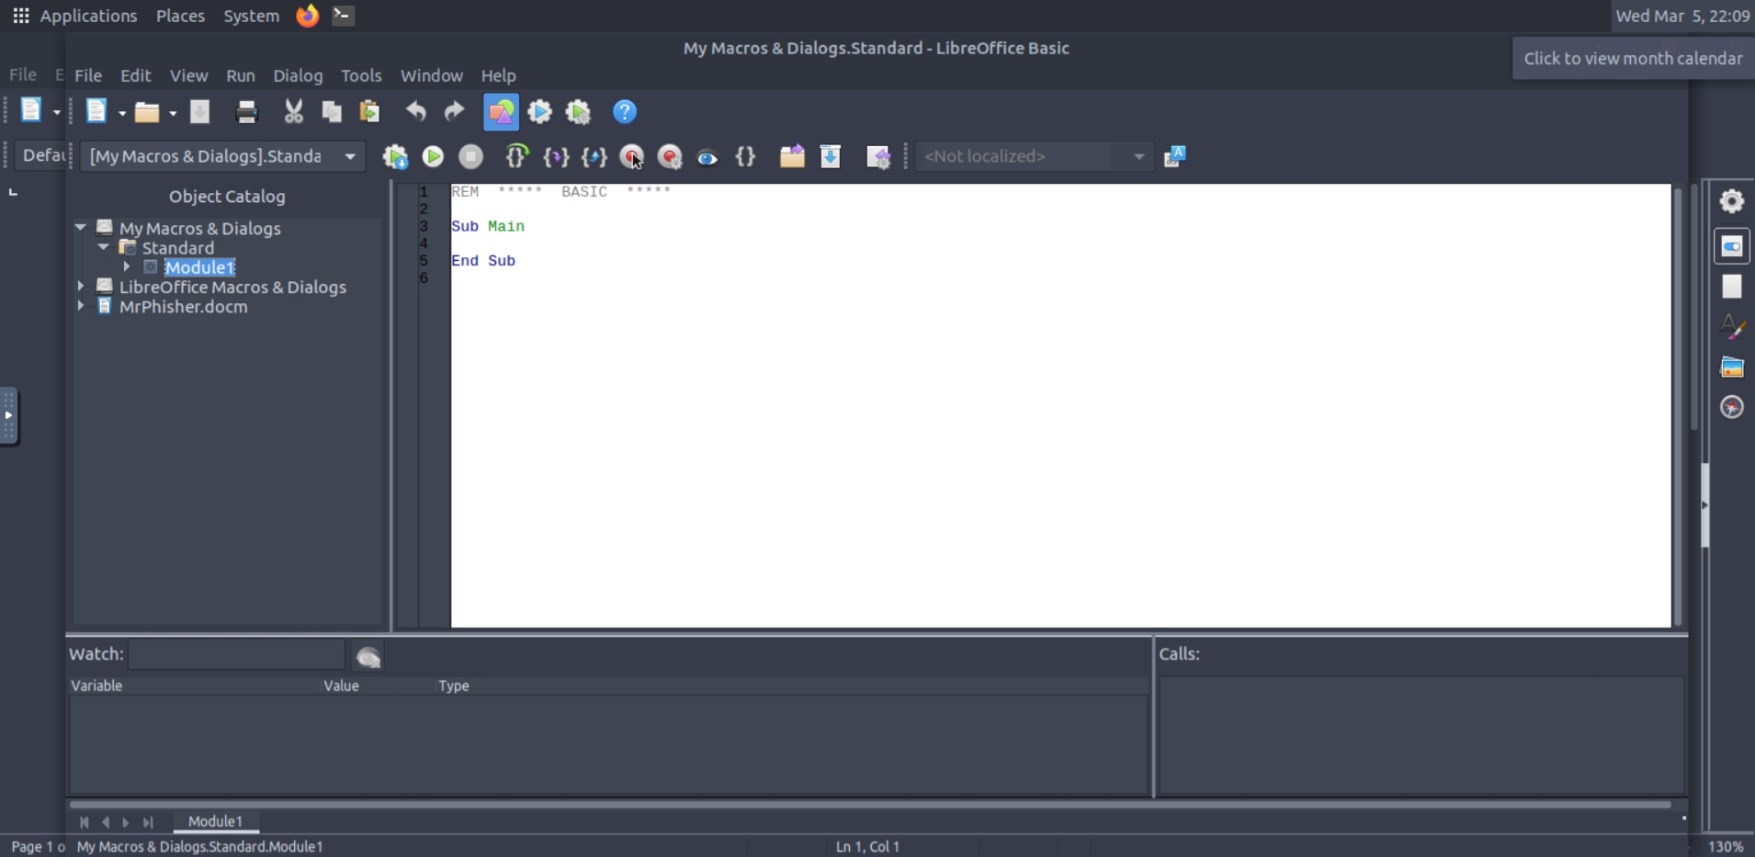 Applications Places System Wed Mar 5, 22:09
My Macros & Dialogs.Standard - LibreOffice Basic
Click to view month calendar
File E File Edit View Run Dialog Tools Window Help
Defau [My Macros & Dialogs].Standa <Not localized>
Object Catalog
My Macros & Dialogs
Standard
Module1
LibreOffice Macros & Dialogs
MrPhisher.docm
1 REM ***** BASIC *****
2
3 Sub Main
4
5 End Sub
6
Watch: Calls:
Variable Value Type
Module1
Page 1 o My Macros & Dialogs.Standard.Module1 Ln 1, Col 1 130%